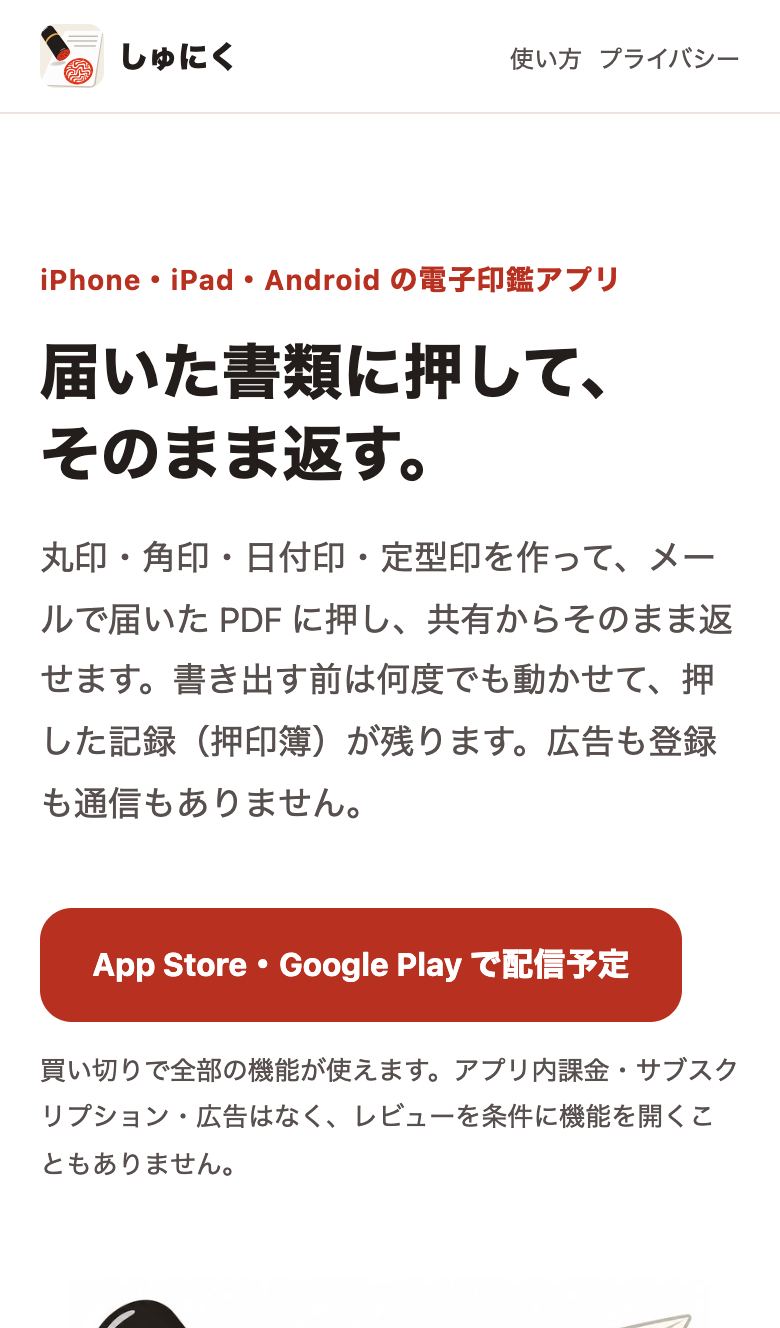 しゅにく
使い方 プライバシー
iPhone・iPad・Android の電子印鑑アプリ
届いた書類に押して、
そのまま返す。
丸印・角印・日付印・定型印を作って、メー
ルで届いた PDF に押し、共有からそのまま返
せます。書き出す前は何度でも動かせて、押
した記録（押印簿）が残ります。広告も登録
も通信もありません。
App Store・Google Play で配信予定
買い切りで全部の機能が使えます。アプリ内課金・サブスク
リプション・広告はなく、レビューを条件に機能を開くこ
ともありません。